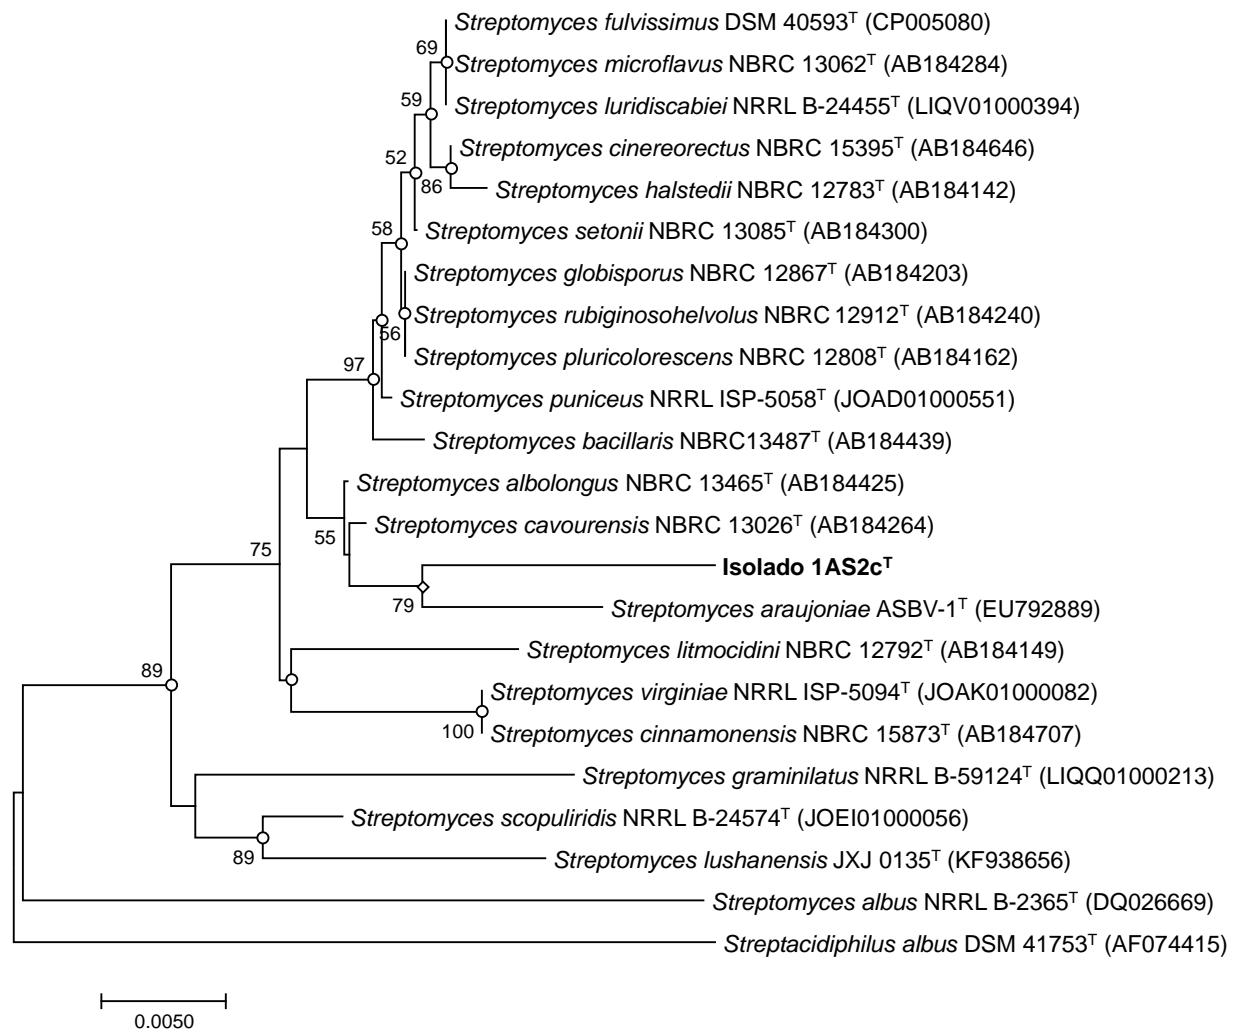 Streptomyces fulvissimus DSM 40593ᵀ (CP005080)
69
Streptomyces microflavus NBRC 13062ᵀ (AB184284)
59
Streptomyces luridiscabiei NRRL B-24455ᵀ (LIQV01000394)
Streptomyces cinereorectus NBRC 15395ᵀ (AB184646)
52
86
Streptomyces halstedii NBRC 12783ᵀ (AB184142)
58
Streptomyces setonii NBRC 13085ᵀ (AB184300)
Streptomyces globisporus NBRC 12867ᵀ (AB184203)
Streptomyces rubiginosohelvolus NBRC 12912ᵀ (AB184240)
56
Streptomyces pluricolorescens NBRC 12808ᵀ (AB184162)
97
Streptomyces puniceus NRRL ISP-5058ᵀ (JOAD01000551)
Streptomyces bacillaris NBRC13487ᵀ (AB184439)
Streptomyces albolongus NBRC 13465ᵀ (AB184425)
Streptomyces cavourensis NBRC 13026ᵀ (AB184264)
55
75
Isolado 1AS2cᵀ
79
Streptomyces araujoniae ASBV-1ᵀ (EU792889)
Streptomyces litmocidini NBRC 12792ᵀ (AB184149)
89
Streptomyces virginiae NRRL ISP-5094ᵀ (JOAK01000082)
100
Streptomyces cinnamonensis NBRC 15873ᵀ (AB184707)
Streptomyces graminilatus NRRL B-59124ᵀ (LIQQ01000213)
Streptomyces scopuliridis NRRL B-24574ᵀ (JOEI01000056)
89
Streptomyces lushanensis JXJ 0135ᵀ (KF938656)
Streptomyces albus NRRL B-2365ᵀ (DQ026669)
Streptacidiphilus albus DSM 41753ᵀ (AF074415)
0.0050